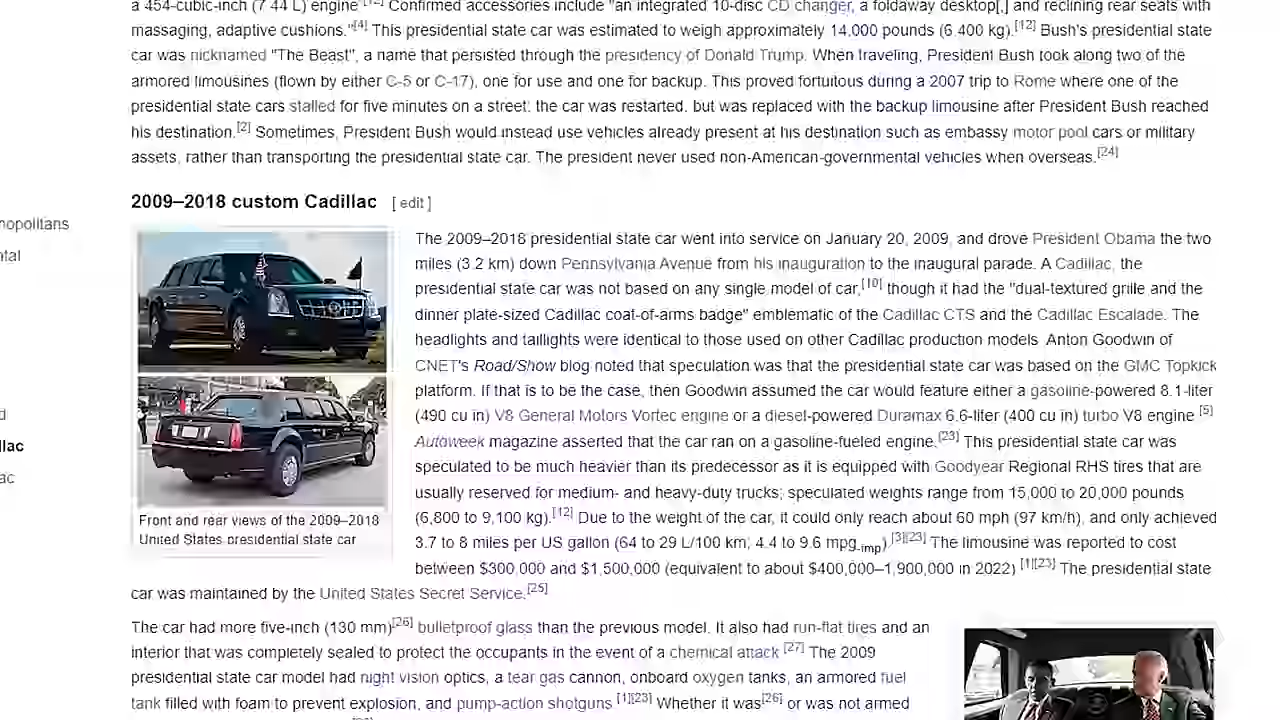 a 454-cubic-inch (7.44 L) engine"[12] Confirmed accessories include "an integrated 10-disc CD changer, a foldaway desktop[,] and reclining rear seats with
massaging, adaptive cushions."[4] This presidential state car was estimated to weigh approximately 14,000 pounds (6,400 kg).[12] Bush's presidential state
car was nicknamed "The Beast", a name that persisted through the presidency of Donald Trump. When traveling, President Bush took along two of the
armored limousines (flown by either C-5 or C-17), one for use and one for backup. This proved fortuitous during a 2007 trip to Rome where one of the
presidential state cars stalled for five minutes on a street: the car was restarted, but was replaced with the backup limousine after President Bush reached
his destination.[2] Sometimes, President Bush would instead use vehicles already present at his destination such as embassy motor pool cars or military
assets, rather than transporting the presidential state car. The president never used non-American-governmental vehicles when overseas.[24]
2009–2018 custom Cadillac [ edit ]
nopolitans
ntal
d
llac
ac
The 2009–2018 presidential state car went into service on January 20, 2009, and drove President Obama the two
miles (3.2 km) down Pennsylvania Avenue from his inauguration to the inaugural parade. A Cadillac, the
presidential state car was not based on any single model of car,[10] though it had the "dual-textured grille and the
dinner plate-sized Cadillac coat-of-arms badge" emblematic of the Cadillac CTS and the Cadillac Escalade. The
headlights and taillights were identical to those used on other Cadillac production models. Anton Goodwin of
CNET's Road/Show blog noted that speculation was that the presidential state car was based on the GMC Topkick
platform. If that is to be the case, then Goodwin assumed the car would feature either a gasoline-powered 8.1-liter
(490 cu in) V8 General Motors Vortec engine or a diesel-powered Duramax 6.6-liter (400 cu in) turbo V8 engine.[5]
Autoweek magazine asserted that the car ran on a gasoline-fueled engine.[23] This presidential state car was
speculated to be much heavier than its predecessor as it is equipped with Goodyear Regional RHS tires that are
usually reserved for medium- and heavy-duty trucks; speculated weights range from 15,000 to 20,000 pounds
(6,800 to 9,100 kg).[12] Due to the weight of the car, it could only reach about 60 mph (97 km/h), and only achieved
3.7 to 8 miles per US gallon (64 to 29 L/100 km; 4.4 to 9.6 mpg-imp).[3][23] The limousine was reported to cost
between $300,000 and $1,500,000 (equivalent to about $400,000–1,900,000 in 2022).[1][23] The presidential state
car was maintained by the United States Secret Service.[25]
Front and rear views of the 2009–2018
United States presidential state car
The car had more five-inch (130 mm)[26] bulletproof glass than the previous model. It also had run-flat tires and an
interior that was completely sealed to protect the occupants in the event of a chemical attack.[27] The 2009
presidential state car model had night vision optics, a tear gas cannon, onboard oxygen tanks, an armored fuel
tank filled with foam to prevent explosion, and pump-action shotguns.[1][23] Whether it was[26] or was not armed